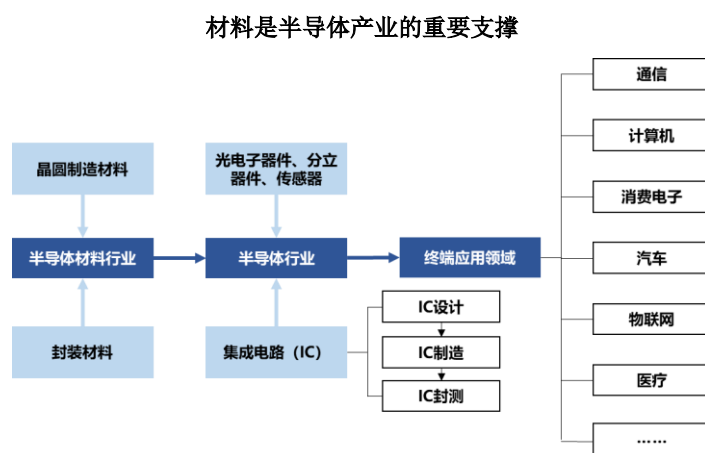 材料是半导体产业的重要支撑
晶圆制造材料
半导体材料行业
封装材料
光电子器件、分立
器件、传感器
半导体行业
集成电路（IC）
IC设计
IC制造
IC封测
终端应用领域
通信
计算机
消费电子
汽车
物联网
医疗
……